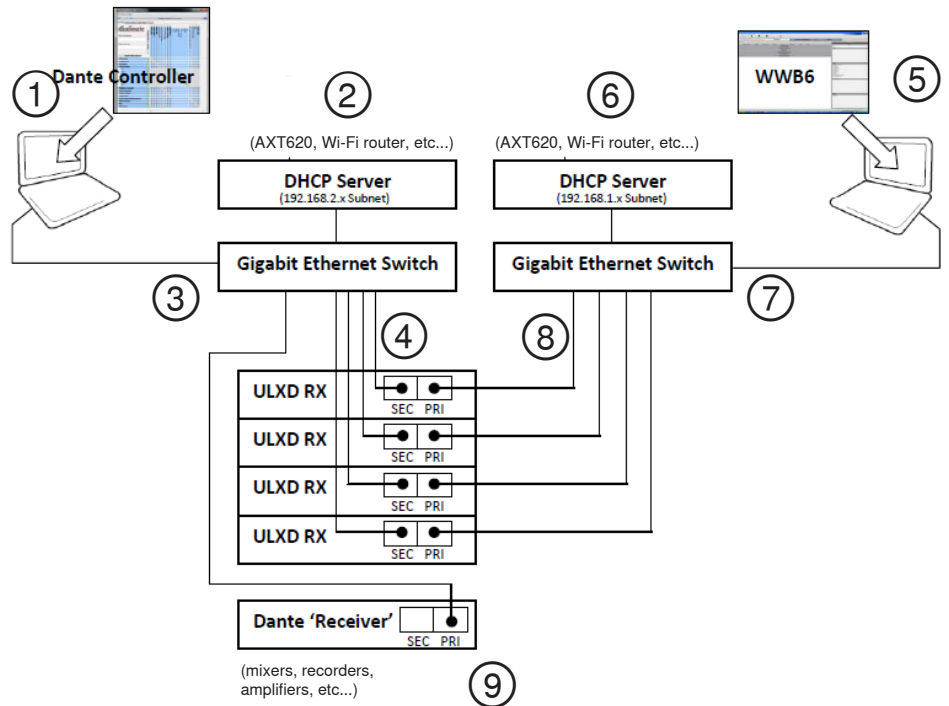 Dante Controller
WWB6
1
2
6
5
(AXT620, Wi-Fi router, etc...)
(AXT620, Wi-Fi router, etc...)
DHCP Server
(192.168.2.x Subnet)
DHCP Server
(192.168.1.x Subnet)
Gigabit Ethernet Switch
Gigabit Ethernet Switch
3
7
4
8
ULXD RX
SEC PRI
ULXD RX
SEC PRI
ULXD RX
SEC PRI
ULXD RX
SEC PRI
Dante ‘Receiver’
SEC PRI
(mixers, recorders,
amplifiers, etc...)
9